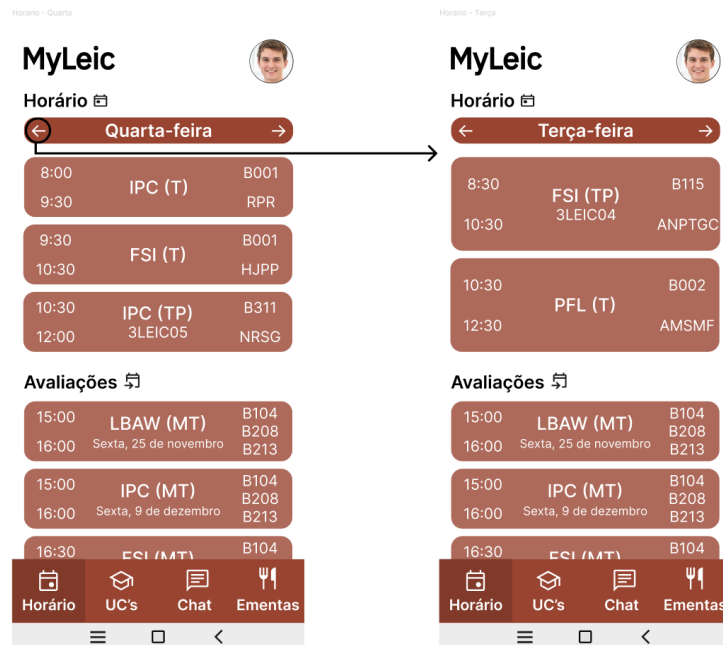 Horario - Quarta
MyLeic
Horário
Quarta-feira
8:00
9:30
IPC (T)
B001
RPR
9:30
10:30
FSI (T)
B001
HJPP
10:30
12:00
IPC (TP)
3LEIC05
B311
NRSG
Avaliações
15:00
16:00
LBAW (MT)
Sexta, 25 de novembro
B104
B208
B213
15:00
16:00
IPC (MT)
Sexta, 9 de dezembro
B104
B208
B213
16:30
FSI (MT)
B104
Horário
UC's
Chat
Ementas
Horario - Terça
MyLeic
Horário
Terça-feira
8:30
10:30
FSI (TP)
3LEIC04
B115
ANPTGC
10:30
12:30
PFL (T)
B002
AMSMF
Avaliações
15:00
16:00
LBAW (MT)
Sexta, 25 de novembro
B104
B208
B213
15:00
16:00
IPC (MT)
Sexta, 9 de dezembro
B104
B208
B213
16:30
FSI (MT)
B104
Horário
UC's
Chat
Ementas